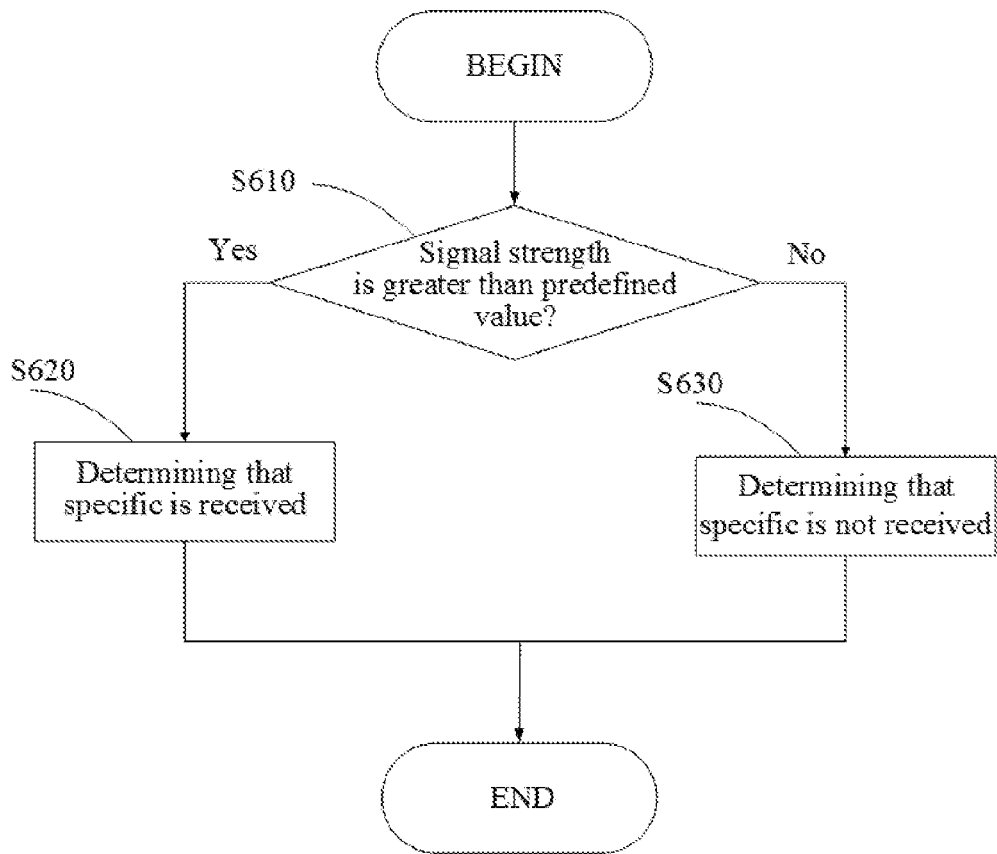 BEGIN
S610
Yes
Signal strength
is greater than predefined
value?
No
S620
Determining that
specific is received
S630
Determining that
specific is not received
END